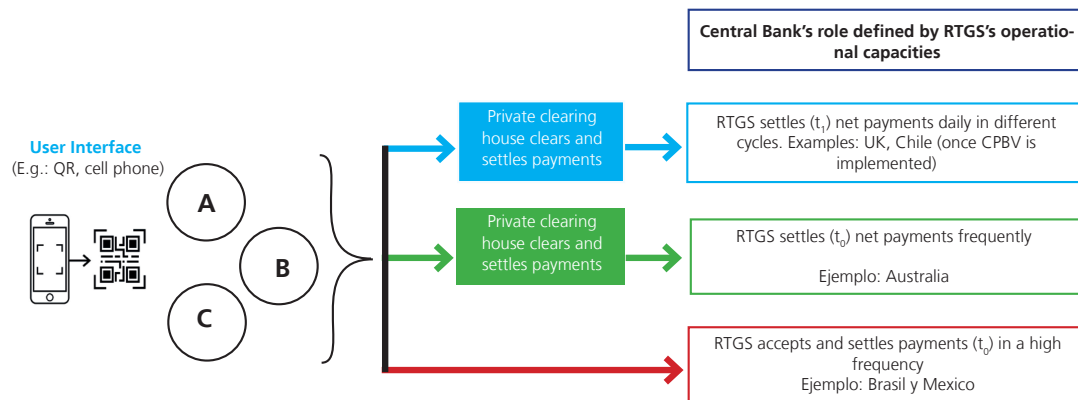 Central Bank's role defined by RTGS's operatio-
nal capacities
User Interface
(E.g.: QR, cell phone)
A
B
C
Private clearing
house clears and
settles payments
RTGS settles (t₁) net payments daily in different
cycles. Examples: UK, Chile (once CPBV is
implemented)
Private clearing
house clears and
settles payments
RTGS settles (t₀) net payments frequently
Ejemplo: Australia
RTGS accepts and settles payments (t₀) in a high
frequency
Ejemplo: Brasil y Mexico